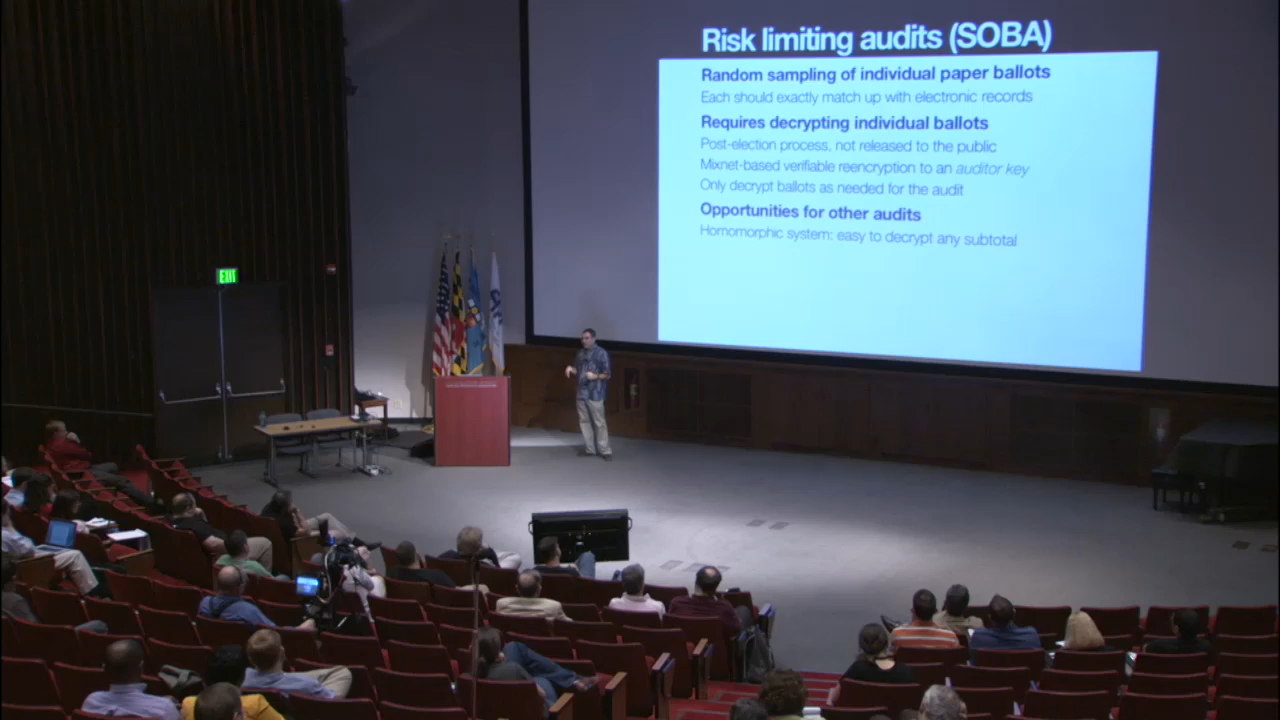 Risk limiting audits (SOBA)
Random sampling of individual paper ballots
Each should exactly match up with electronic records
Requires decrypting individual ballots
Post-election process, not released to the public
Mixnet-based verifiable reencryption to an auditor key
Only decrypt ballots as needed for the audit
Opportunities for other audits
Homomorphic system: easy to decrypt any subtotal
EXIT